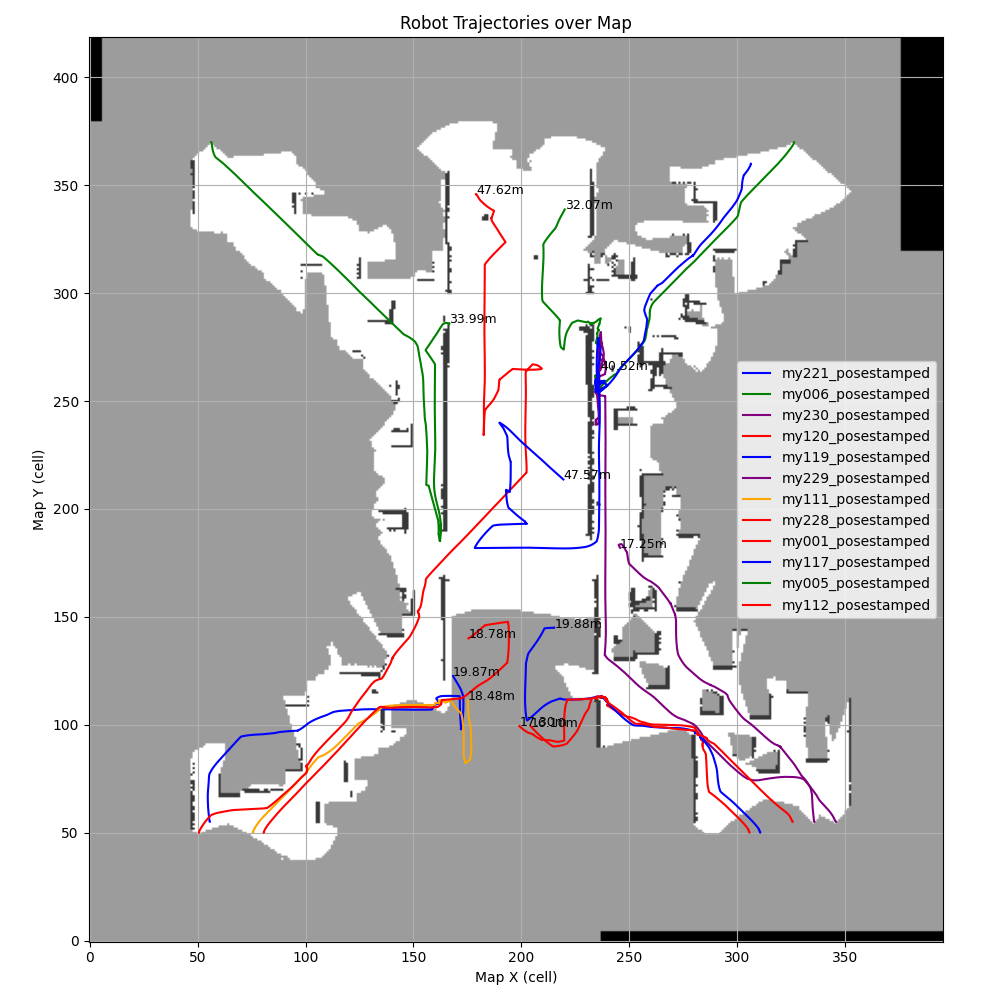 Robot Trajectories over Map
Map Y (cell)
400
350
300
250
200
150
100
50
0
47.62m
32.07m
33.99m
40.52m
47.57m
17.25m
18.78m
19.88m
19.87m
18.48m
my221_posestamped
my006_posestamped
my230_posestamped
my120_posestamped
my119_posestamped
my229_posestamped
my111_posestamped
my228_posestamped
my001_posestamped
my117_posestamped
my005_posestamped
my112_posestamped
0 50 100 150 200 250 300 350
Map X (cell)